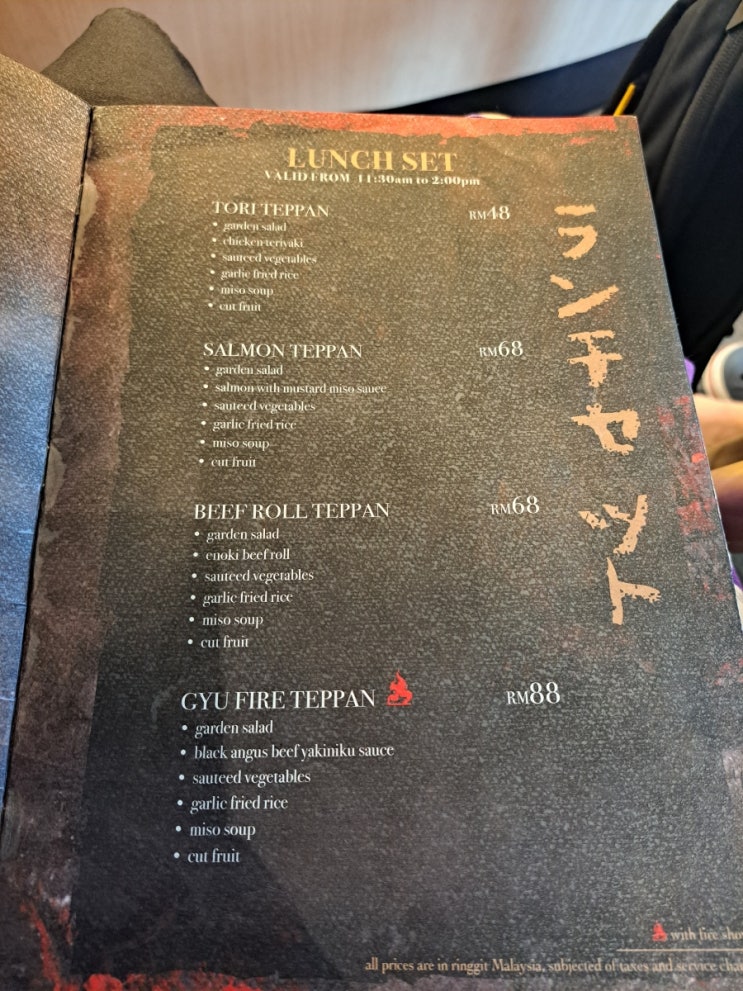 LUNCH SET
VALID FROM 11:30am to 2:00pm
TORI TEPPAN RM48
• garden salad
• chicken teriyaki
• sauteed vegetables
• garlic fried rice
• miso soup
• cut fruit
SALMON TEPPAN RM68
• garden salad
• salmon with mustard miso sauce
• sauteed vegetables
• garlic fried rice
• miso soup
• cut fruit
BEEF ROLL TEPPAN RM68
• garden salad
• enoki beef roll
• sauteed vegetables
• garlic fried rice
• miso soup
• cut fruit
GYU FIRE TEPPAN RM88
• garden salad
• black angus beef yakiniku sauce
• sauteed vegetables
• garlic fried rice
• miso soup
• cut fruit
ランチセット
with fire sho
all prices are in ringgit Malaysia, subjected of taxes and service char